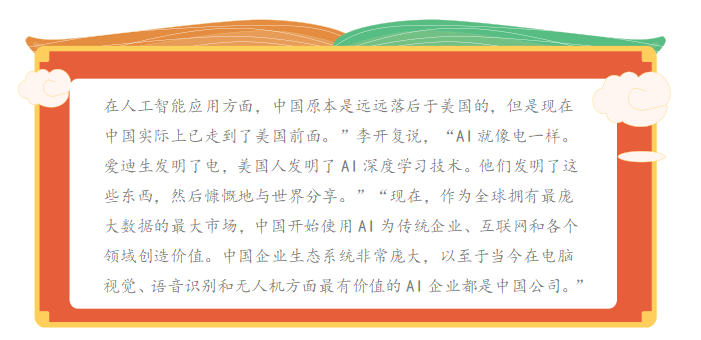 在人工智能应用方面，中国原本是远远落后于美国的，但是现在
中国实际上已走到了美国前面。”李开复说，“AI就像电一样。
爱迪生发明了电，美国人发明了AI深度学习技术。他们发明了这
些东西，然后慷慨地与世界分享。”“现在，作为全球拥有最庞
大数据的最大市场，中国开始使用AI为传统企业、互联网和各个
领域创造价值。中国企业生态系统非常庞大，以至于当今在电脑
视觉、语音识别和无人机方面最有价值的AI企业都是中国公司。”